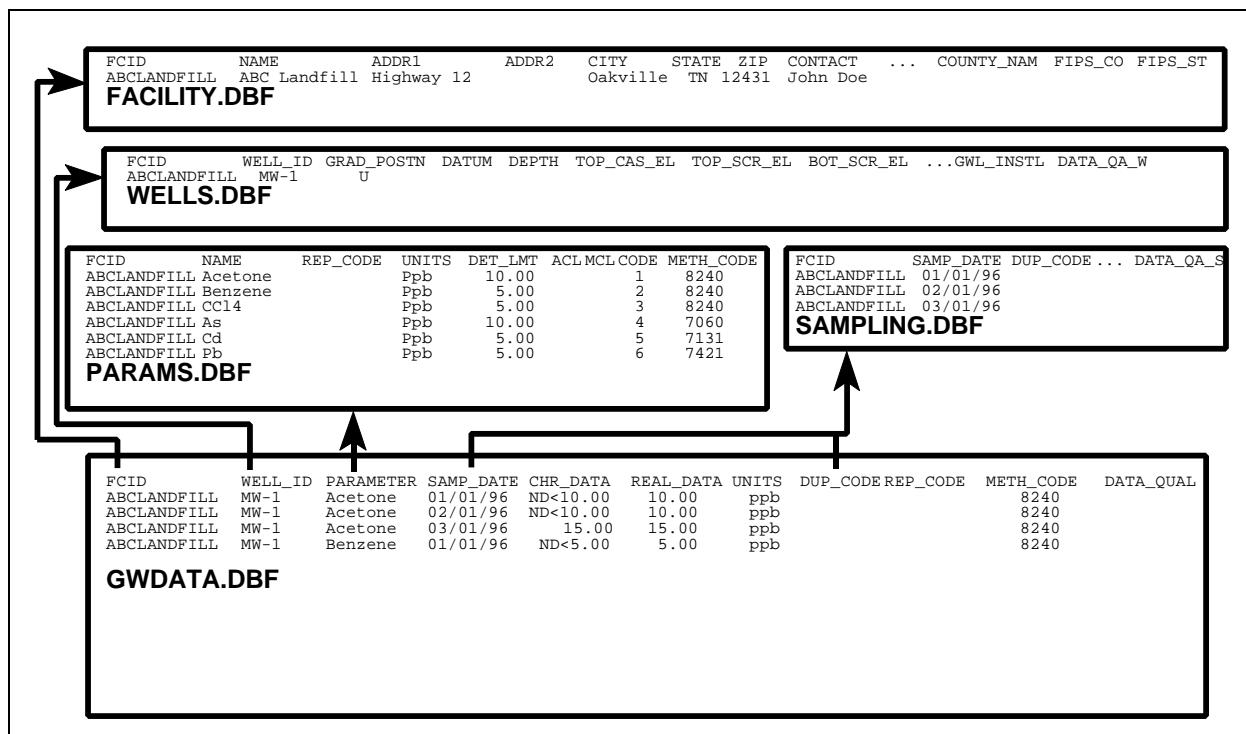 FCID NAME ADDR1 ADDR2 CITY STATE ZIP CONTACT ... COUNTY_NAM FIPS_CO FIPS_ST
ABCLANDFILL ABC Landfill Highway 12 Oakville TN 12431 John Doe
FACILITY.DBF
FCID WELL_ID GRAD_POSTN DATUM DEPTH TOP_CAS_EL TOP_SCR_EL BOT_SCR_EL ...GWL_INSTL DATA_QA_W
ABCLANDFILL MW-1 U
WELLS.DBF
FCID NAME REP_CODE UNITS DET_LMT ACL MCL CODE METH_CODE
ABCLANDFILL Acetone Ppb 10.00 1 8240
ABCLANDFILL Benzene Ppb 5.00 2 8240
ABCLANDFILL CCl4 Ppb 5.00 3 8240
ABCLANDFILL As Ppb 10.00 4 7060
ABCLANDFILL Cd Ppb 5.00 5 7131
ABCLANDFILL Pb Ppb 5.00 6 7421
PARAMS.DBF
FCID SAMP_DATE DUP_CODE ... DATA_QA_S
ABCLANDFILL 01/01/96
ABCLANDFILL 02/01/96
ABCLANDFILL 03/01/96
SAMPLING.DBF
FCID WELL_ID PARAMETER SAMP_DATE CHR_DATA REAL_DATA UNITS DUP_CODE REP_CODE METH_CODE DATA_QUAL
ABCLANDFILL MW-1 Acetone 01/01/96 ND<10.00 10.00 ppb 8240
ABCLANDFILL MW-1 Acetone 02/01/96 ND<10.00 10.00 ppb 8240
ABCLANDFILL MW-1 Acetone 03/01/96 15.00 15.00 ppb 8240
ABCLANDFILL MW-1 Benzene 01/01/96 ND<5.00 5.00 ppb 8240
GWDATA.DBF